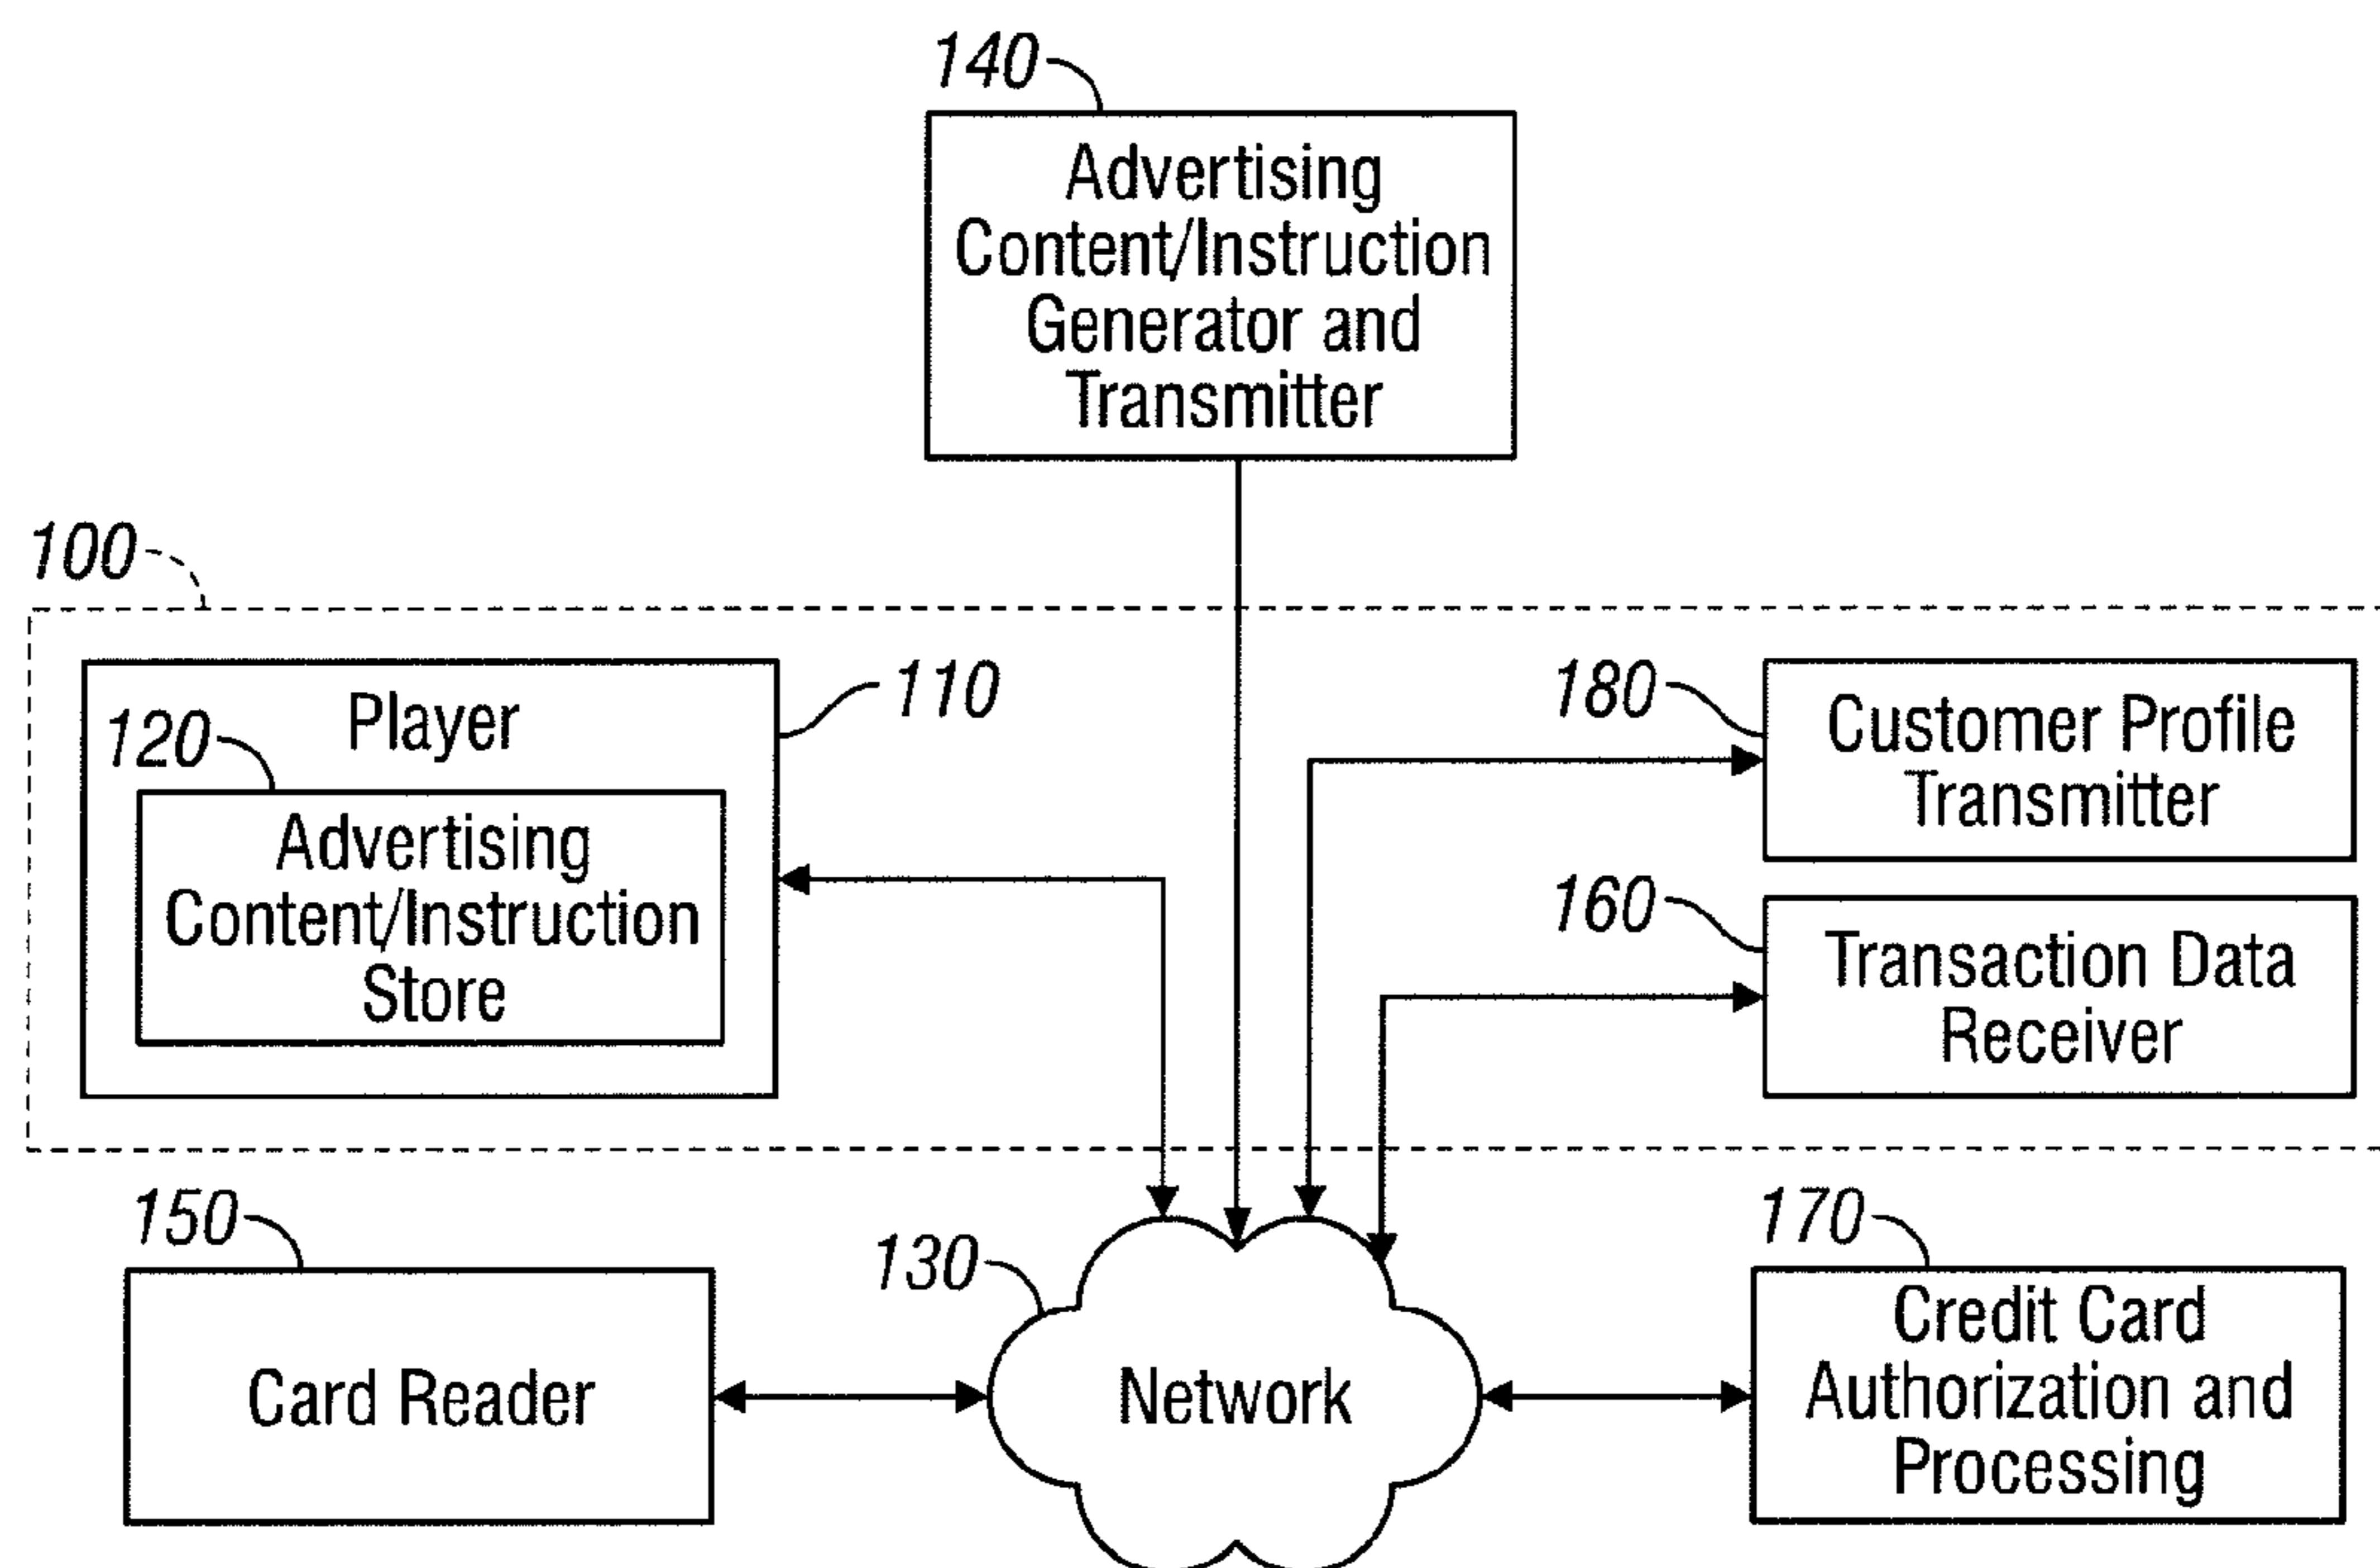 140
Advertising
Content/Instruction
Generator and
Transmitter
100
Player
110
120
Advertising
Content/Instruction
Store
180
Customer Profile
Transmitter
160
Transaction Data
Receiver
150
Card Reader
130
Network
170
Credit Card
Authorization and
Processing